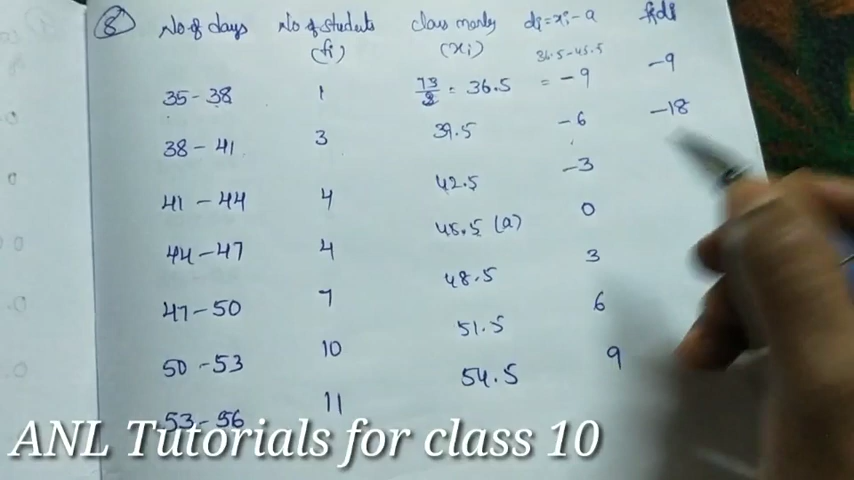 8 No of days No of students class marks di = xi - a fidi
(fi) (xi) 36.5-45.5
35-38 1 73/2 = 36.5 = -9 -9
38-41 3 39.5 -6 -18
41-44 4 42.5 -3
44-47 4 45.5 (a) 0
47-50 7 48.5 3
50-53 10 51.5 6
53-56 11 54.5 9
ANL Tutorials for class 10